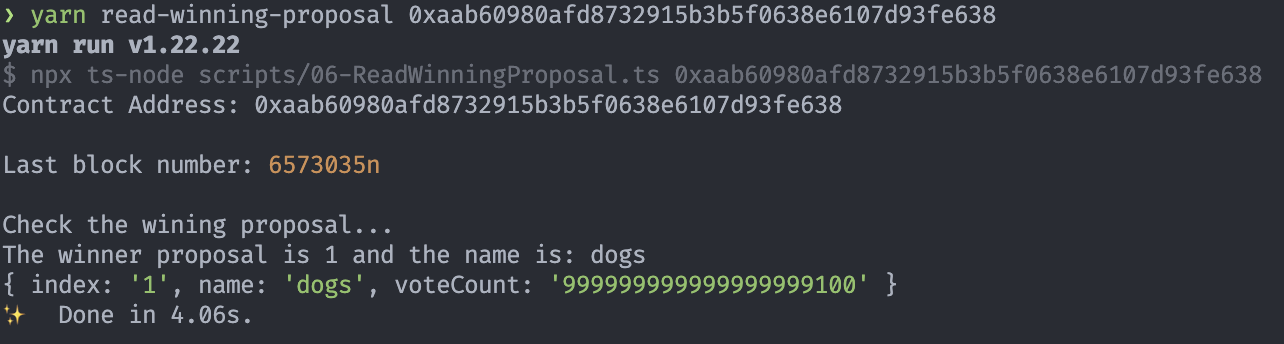 ❯ yarn read-winning-proposal 0xaab60980afd8732915b3b5f0638e6107d93fe638
yarn run v1.22.22
$ npx ts-node scripts/06-ReadWinningProposal.ts 0xaab60980afd8732915b3b5f0638e6107d93fe638
Contract Address: 0xaab60980afd8732915b3b5f0638e6107d93fe638
Last block number: 6573035n
Check the wining proposal...
The winner proposal is 1 and the name is: dogs
{ index: '1', name: 'dogs', voteCount: '999999999999999999100' }
✨ Done in 4.06s.